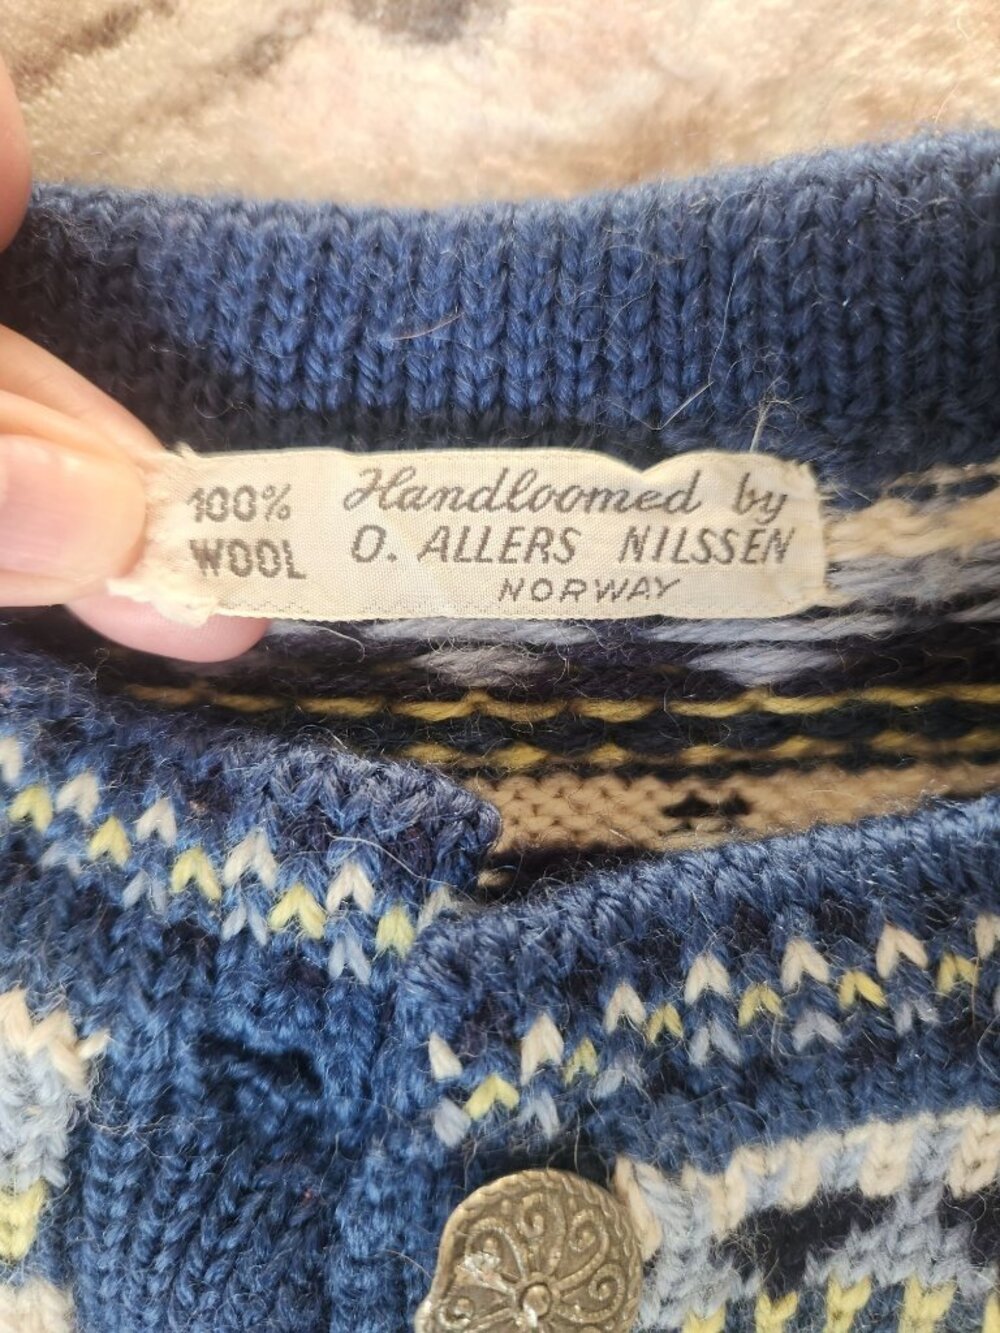 100% WOOL
Handloomed by
O. ALLERS NILSSEN
NORWAY